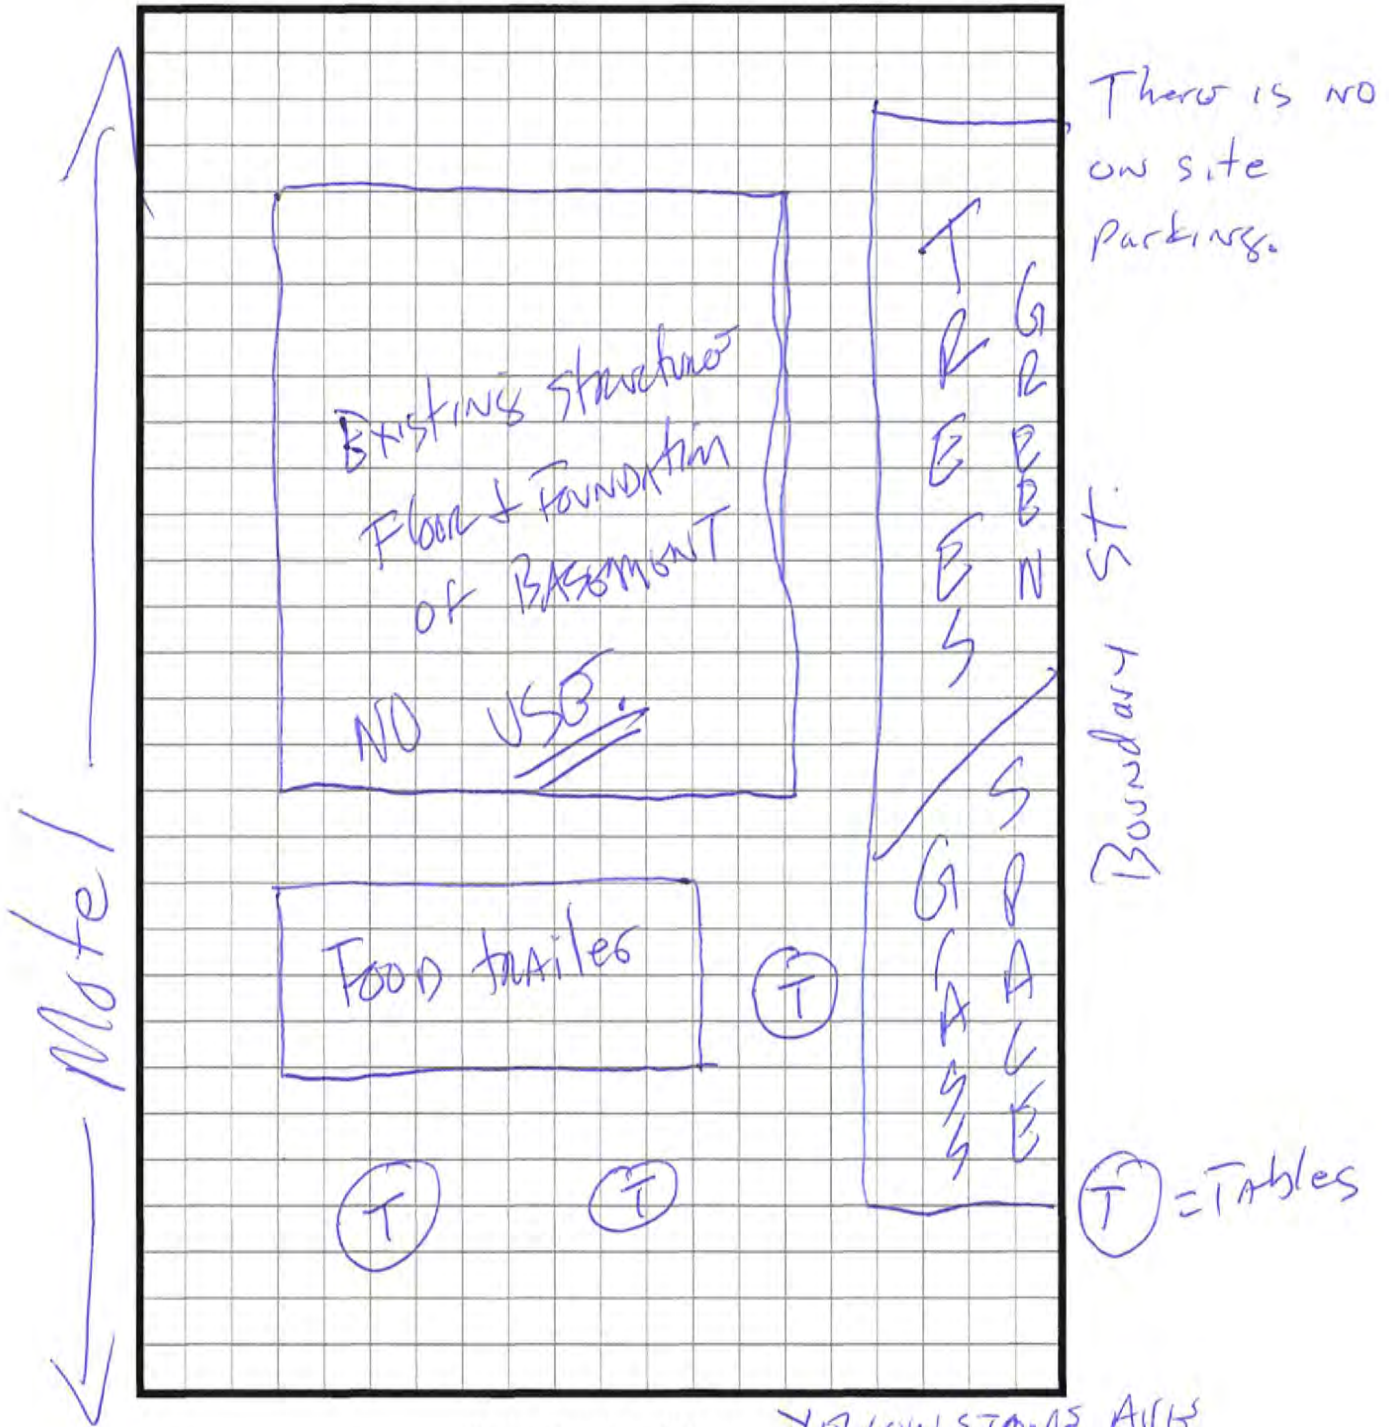 There is NO
ON site
Parking.
Existing Structure
Floor & Foundation
of BASEMENT
NO USE.
TREES
GREEN
GRASS
SPACE
Boundary St.
Motel
Food trailer
T
T
T
T = Tables